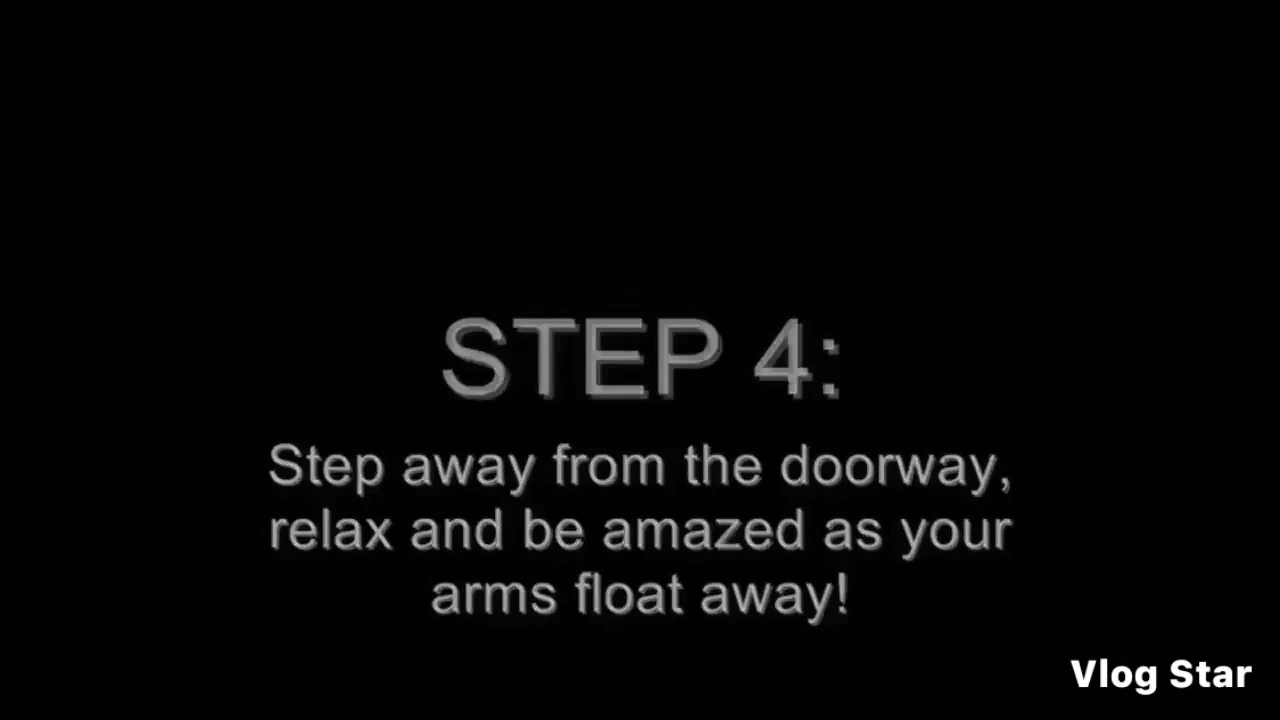 STEP 4:
Step away from the doorway,
relax and be amazed as your
arms float away!
Vlog Star